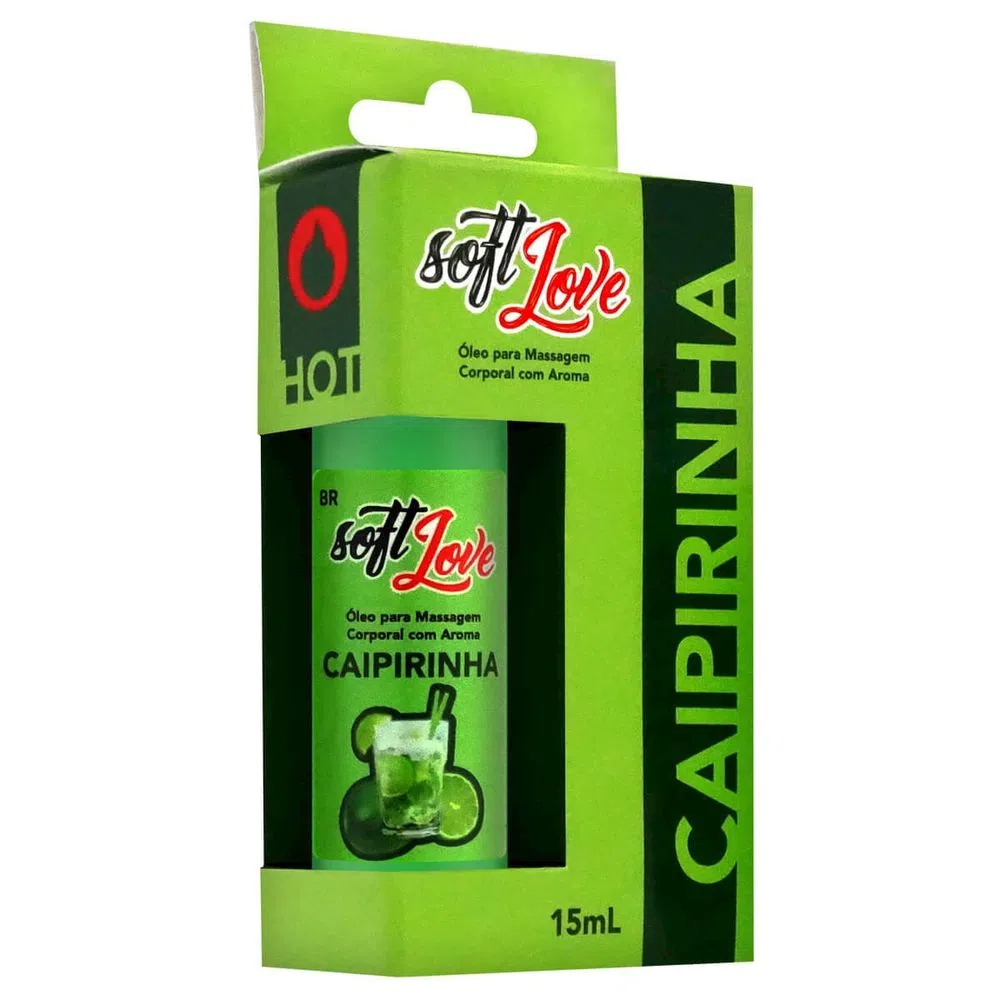 HOT
soft Love
Óleo para Massagem
Corporal com Aroma
CAIPIRINHA
BR
soft Love
Óleo para Massagem
Corporal com Aroma
CAIPIRINHA
15mL